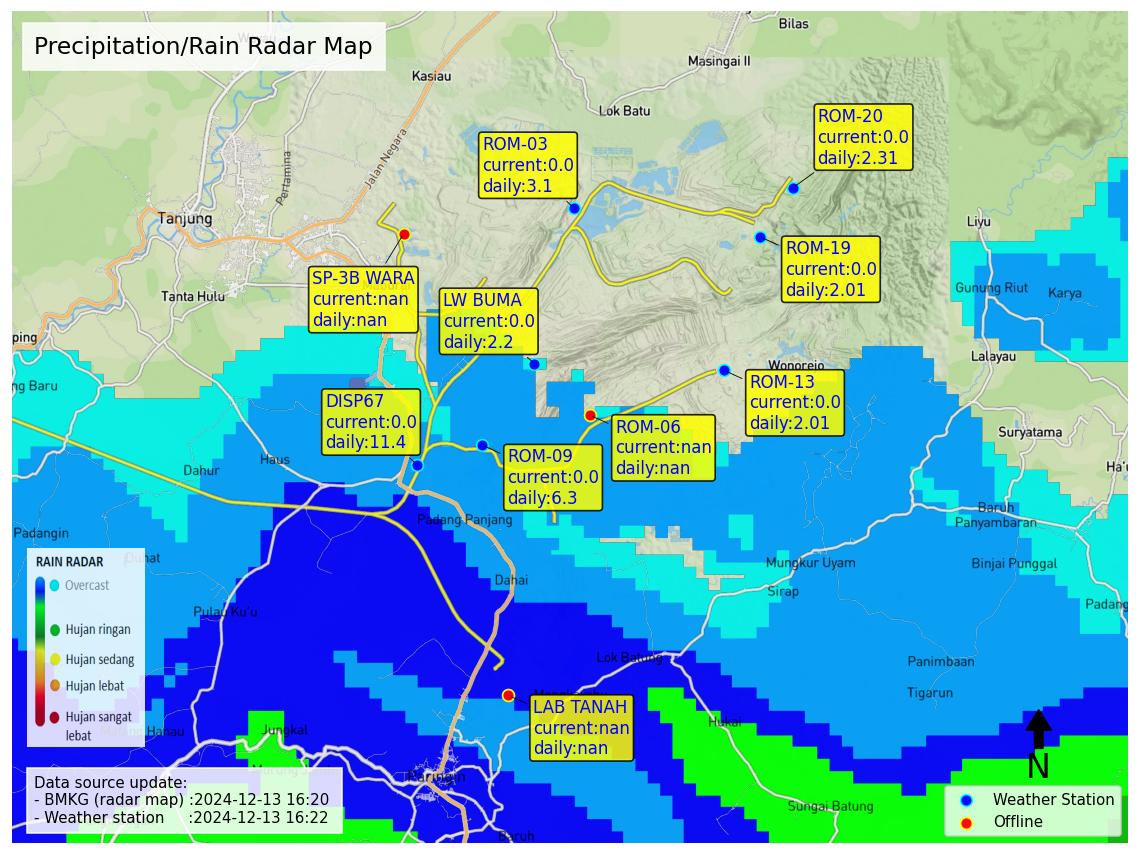 Precipitation/Rain Radar Map
Bilas
Masingai II
Kasiau
Lok Batu
Jalan Negara
Pertamina
Tanjung
Tanta Hulu
ROM-20
current:0.0
daily:2.31
ROM-03
current:0.0
daily:3.1
ROM-19
current:0.0
daily:2.01
SP-3B WARA
current:nan
daily:nan
LW BUMA
current:0.0
daily:2.2
Liyu
Gunung Riut
Karya
Lalayau
Wonorejo
ping
ng Baru
ROM-13
current:0.0
daily:2.01
DISP67
current:0.0
daily:11.4
ROM-06
current:nan
daily:nan
ROM-09
current:0.0
daily:6.3
Suryatama
Ha'u
Dahur
Haus
Padang Panjang
Baruh
Panyambaran
Padangin
Mungkur Uyam
Binjai Punggal
Dahai
Sirap
Padang
Pulau Ku'u
Lok Batung
Panimbaan
Tigarun
RAIN RADAR
Overcast
Hujan ringan
Hujan sedang
Hujan lebat
Hujan sangat
lebat
LAB TANAH
current:nan
daily:nan
Hukai
Jungkal
Hanau
Paringin
Sungai Batung
Baruh
N
Data source update:
- BMKG (radar map) :2024-12-13 16:20
- Weather station :2024-12-13 16:22
Weather Station
Offline